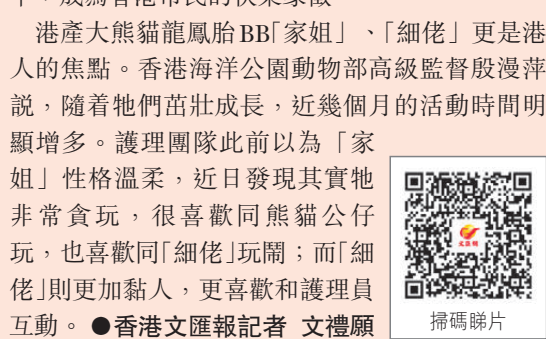 港產大熊貓龍鳳胎BB「家姐」、「細佬」更是港
人的焦點。香港海洋公園動物部高級監督殷漫萍
説,隨着牠們茁壯成長,近幾個月的活動時間明
顯增多。護理團隊此前以為「家
姐」性格溫柔,近日發現其實牠
非常貪玩,很喜歡同熊貓公仔
玩,也喜歡同「細佬」玩鬧;而「細
佬」則更加黏人,更喜歡和護理員
互動。 ●香港文匯報記者 文禮願
文匯報
掃碼睇片